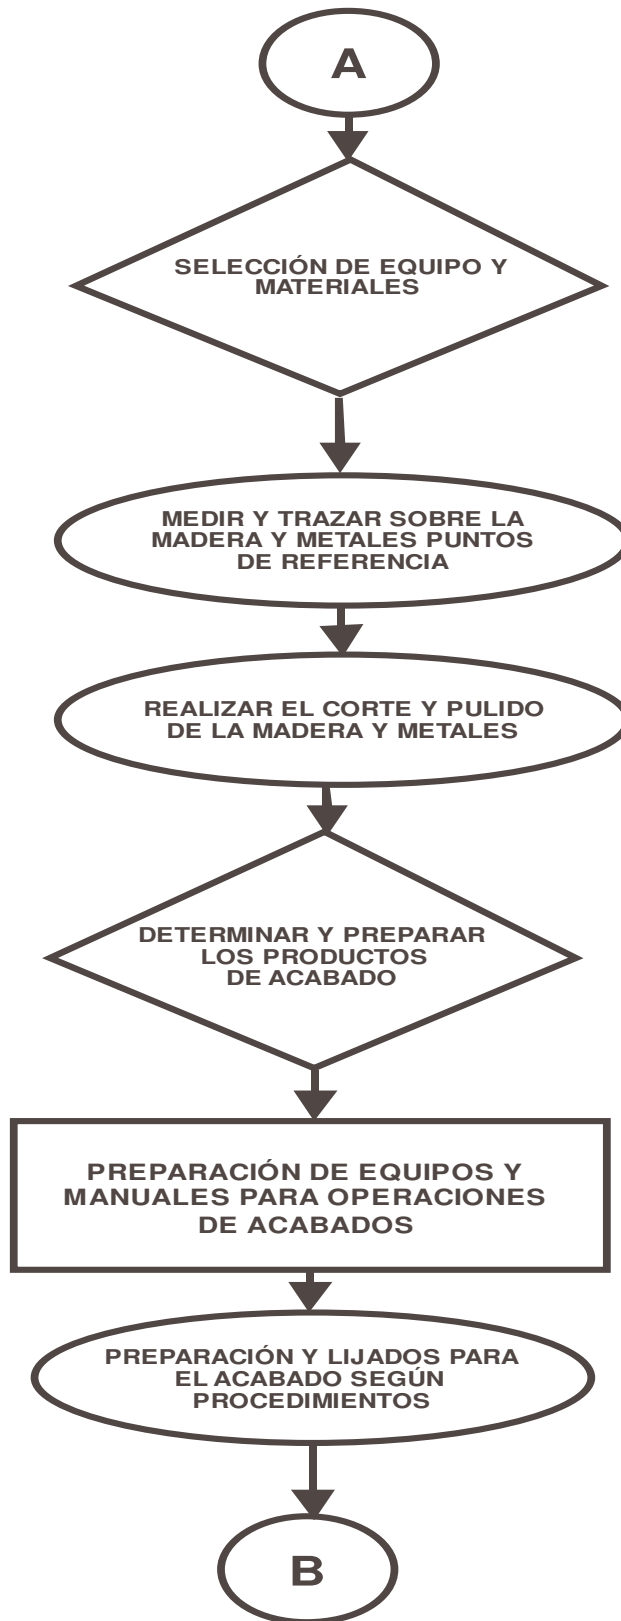 A
SELECCIÓN DE EQUIPO Y
MATERIALES
MEDIR Y TRAZAR SOBRE LA
MADERA Y METALES PUNTOS
DE REFERENCIA
REALIZAR EL CORTE Y PULIDO
DE LA MADERA Y METALES
DETERMINAR Y PREPARAR
LOS PRODUCTOS
DE ACABADO
PREPARACIÓN DE EQUIPOS Y
MANUALES PARA OPERACIONES
DE ACABADOS
PREPARACIÓN Y LIJADOS PARA
EL ACABADO SEGÚN
PROCEDIMIENTOS
B